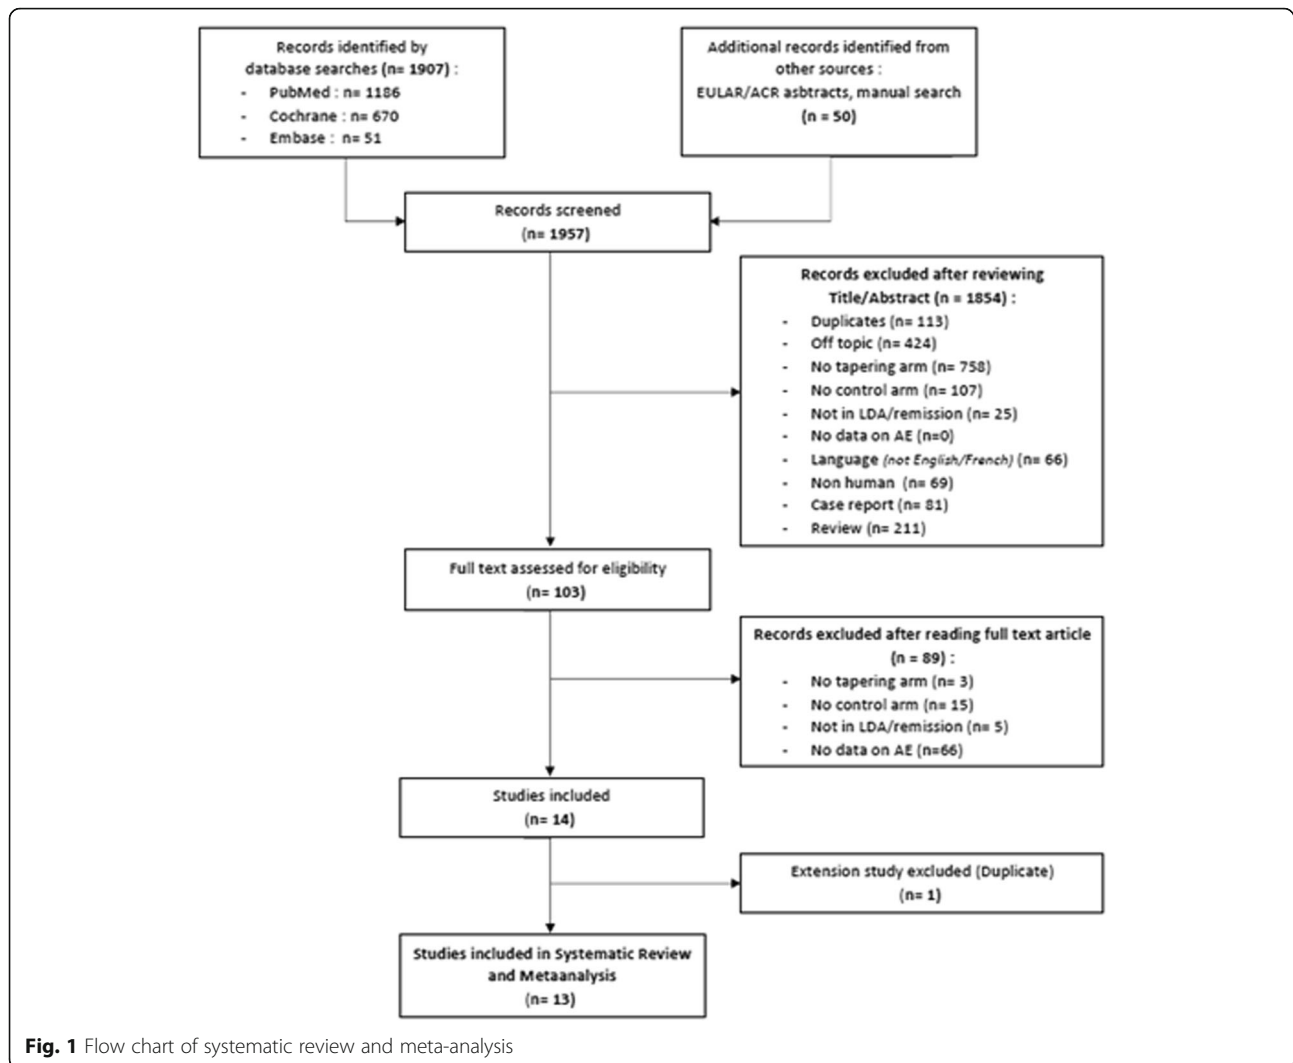 Records identified by
database searches (n= 1907) :
- PubMed : n= 1186
- Cochrane : n= 670
- Embase : n= 51
Additional records identified from
other sources :
EULAR/ACR asbtracts, manual search
(n = 50)
Records screened
(n= 1957)
Records excluded after reviewing
Title/Abstract (n = 1854) :
- Duplicates (n= 113)
- Off topic (n= 424)
- No tapering arm (n= 758)
- No control arm (n= 107)
- Not in LDA/remission (n= 25)
- No data on AE (n=0)
- Language (not English/French) (n= 66)
- Non human (n= 69)
- Case report (n= 81)
- Review (n= 211)
Full text assessed for eligibility
(n= 103)
Records excluded after reading full text article
(n = 89) :
- No tapering arm (n= 3)
- No control arm (n= 15)
- Not in LDA/remission (n= 5)
- No data on AE (n=66)
Studies included
(n= 14)
Extension study excluded (Duplicate)
(n= 1)
Studies included in Systematic Review
and Metaanalysis
(n= 13)
Fig. 1 Flow chart of systematic review and meta-analysis